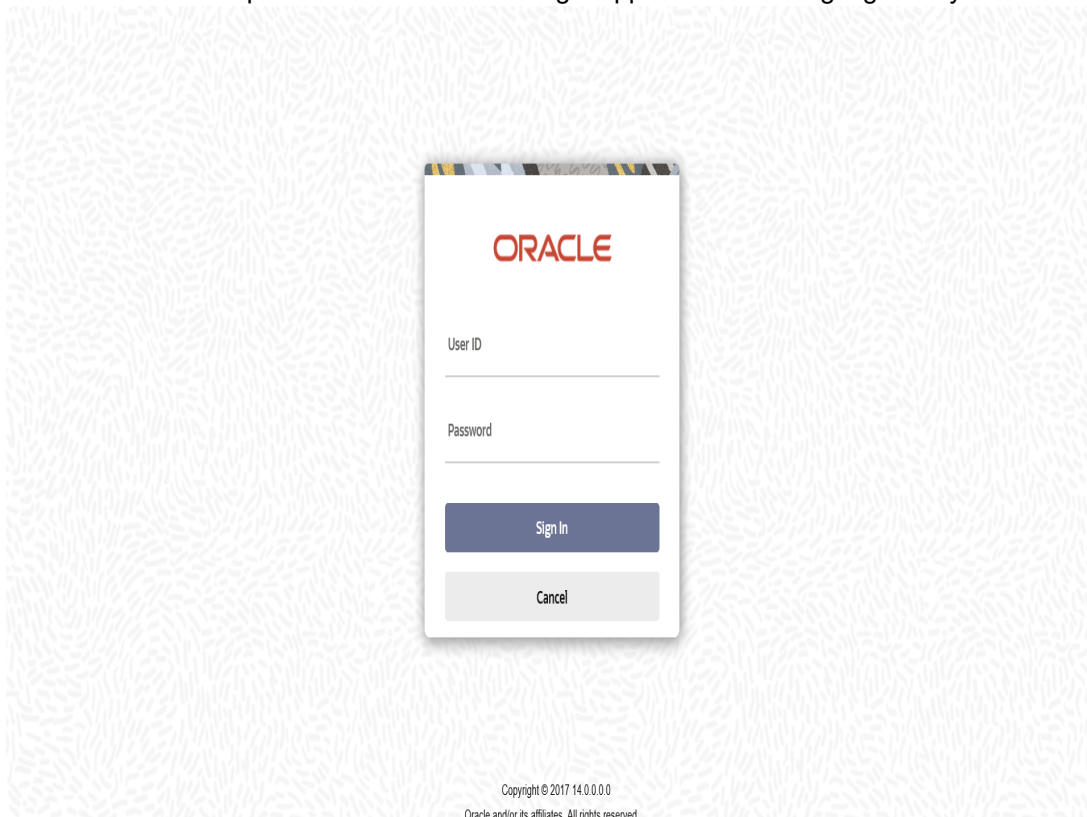 ORACLE
User ID
Password
Sign In
Cancel
Copyright © 2017 14.0.0.0.0
Oracle and/or its affiliates. All rights reserved.